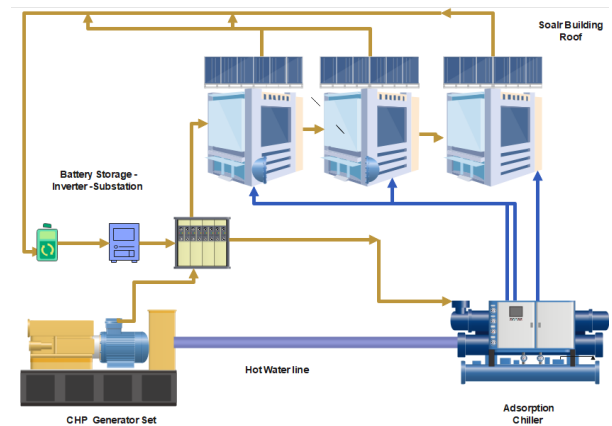 Soalr Building
Roof
Battery Storage -
Inverter -Substation
Hot Water line
CHP Generator Set
Adsorption
Chiller